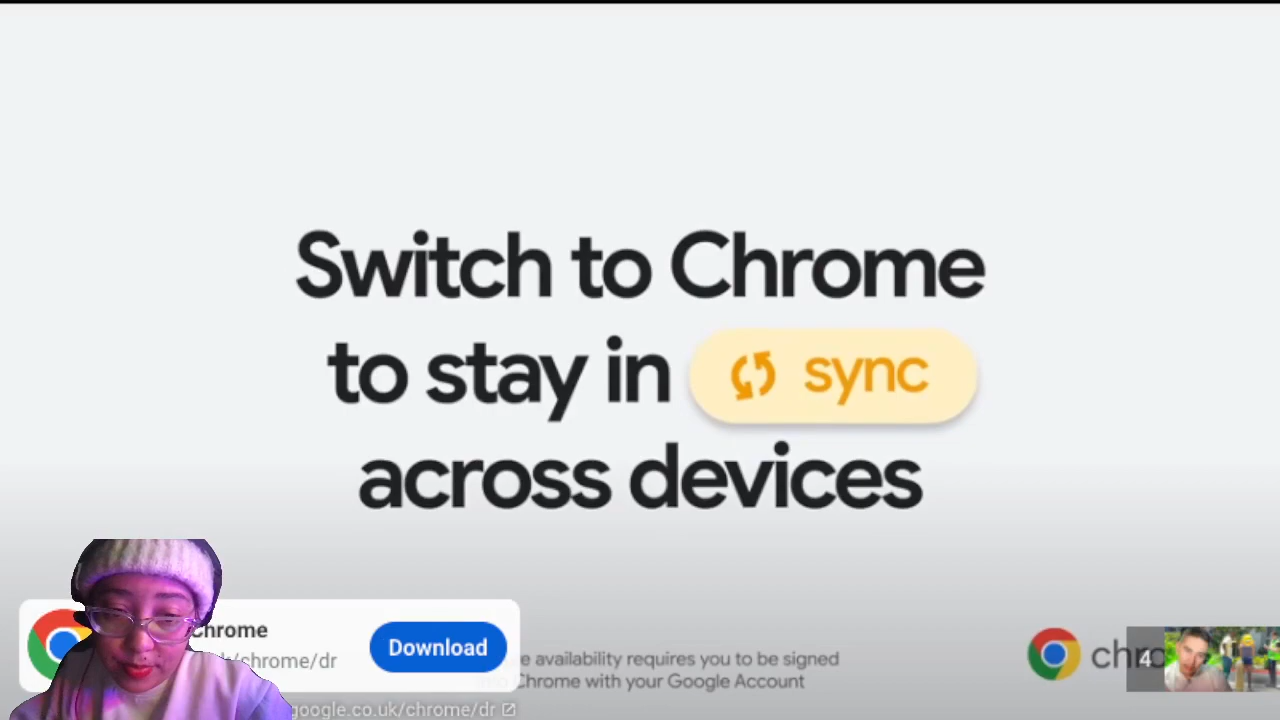 Switch to Chrome
to stay in sync
across devices
Chrome
/chrome/dr
Download
availability requires you to be signed
Chrome with your Google Account
google.co.uk/chrome/dr
chro
4